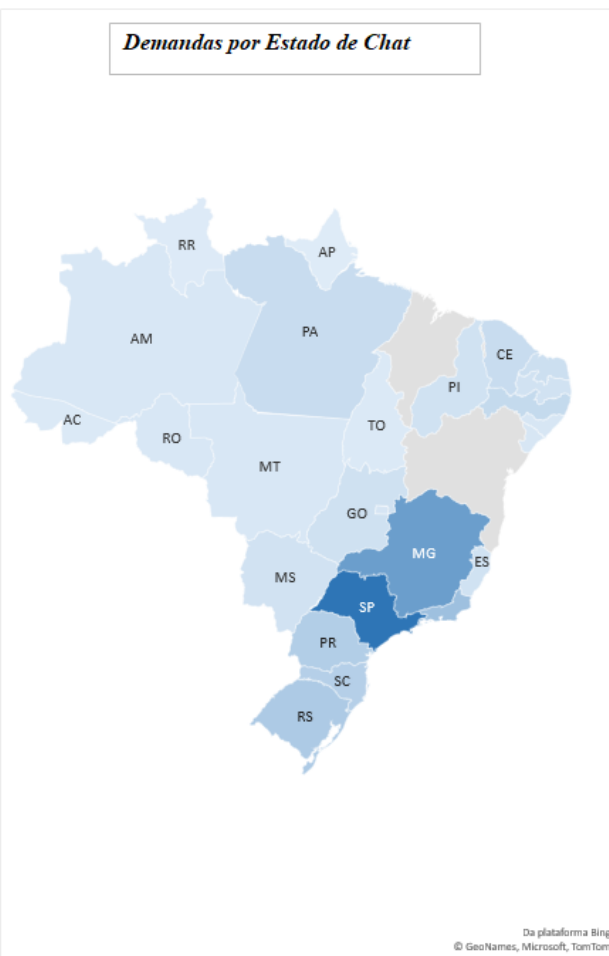 Demandas por Estado de Chat
RR
AP
AM
PA
CE
PI
AC
RO
TO
MT
GO
MG
ES
MS
SP
PR
SC
RS
Da plataforma Bing
© GeoNames, Microsoft, TomTom